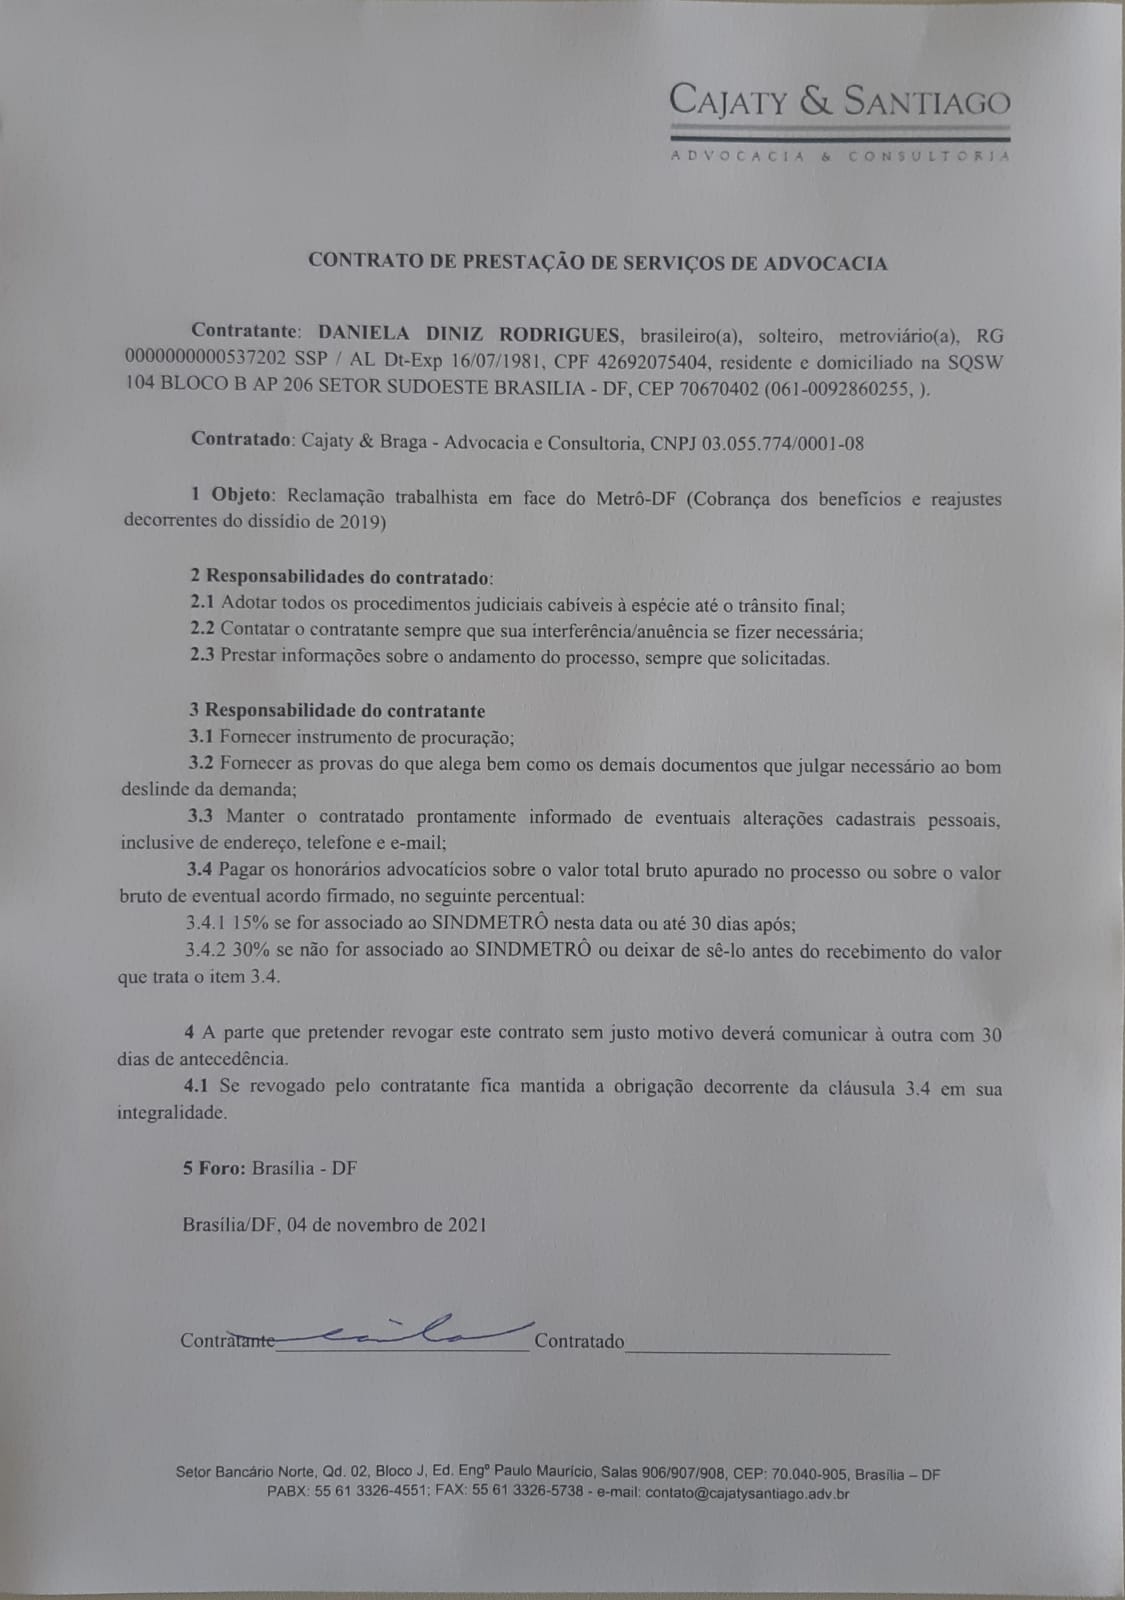 CAJATY & SANTIAGO
ADVOCACIA & CONSULTORIA
CONTRATO DE PRESTAÇÃO DE SERVIÇOS DE ADVOCACIA
Contratante: DANIELA DINIZ RODRIGUES, brasileiro(a), solteiro, metroviário(a), RG
0000000000537202 SSP / AL Dt-Exp 16/07/1981, CPF 42692075404, residente e domiciliado na SQSW
104 BLOCO B AP 206 SETOR SUDOESTE BRASILIA - DF, CEP 70670402 (061-0092860255, ).
Contratado: Cajaty & Braga - Advocacia e Consultoria, CNPJ 03.055.774/0001-08
1 Objeto: Reclamação trabalhista em face do Metrô-DF (Cobrança dos benefícios e reajustes
decorrentes do dissídio de 2019)
2 Responsabilidades do contratado:
2.1 Adotar todos os procedimentos judiciais cabíveis à espécie até o trânsito final;
2.2 Contatar o contratante sempre que sua interferência/anuência se fizer necessária;
2.3 Prestar informações sobre o andamento do processo, sempre que solicitadas.
3 Responsabilidade do contratante
3.1 Fornecer instrumento de procuração;
3.2 Fornecer as provas do que alega bem como os demais documentos que julgar necessário ao bom
deslinde da demanda;
3.3 Manter o contratado prontamente informado de eventuais alterações cadastrais pessoais,
inclusive de endereço, telefone e e-mail;
3.4 Pagar os honorários advocatícios sobre o valor total bruto apurado no processo ou sobre o valor
bruto de eventual acordo firmado, no seguinte percentual:
3.4.1 15% se for associado ao SINDMETRÔ nesta data ou até 30 dias após;
3.4.2 30% se não for associado ao SINDMETRÔ ou deixar de sê-lo antes do recebimento do valor
que trata o item 3.4.
4 A parte que pretender revogar este contrato sem justo motivo deverá comunicar à outra com 30
dias de antecedência.
4.1 Se revogado pelo contratante fica mantida a obrigação decorrente da cláusula 3.4 em sua
integralidade.
5 Foro: Brasília - DF
Brasília/DF, 04 de novembro de 2021
Contratante Contratado
Setor Bancário Norte, Qd. 02, Bloco J, Ed. Engº Paulo Maurício, Salas 906/907/908, CEP: 70.040-905, Brasília – DF
PABX: 55 61 3326-4551; FAX: 55 61 3326-5738 - e-mail: contato@cajatysantiago.adv.br